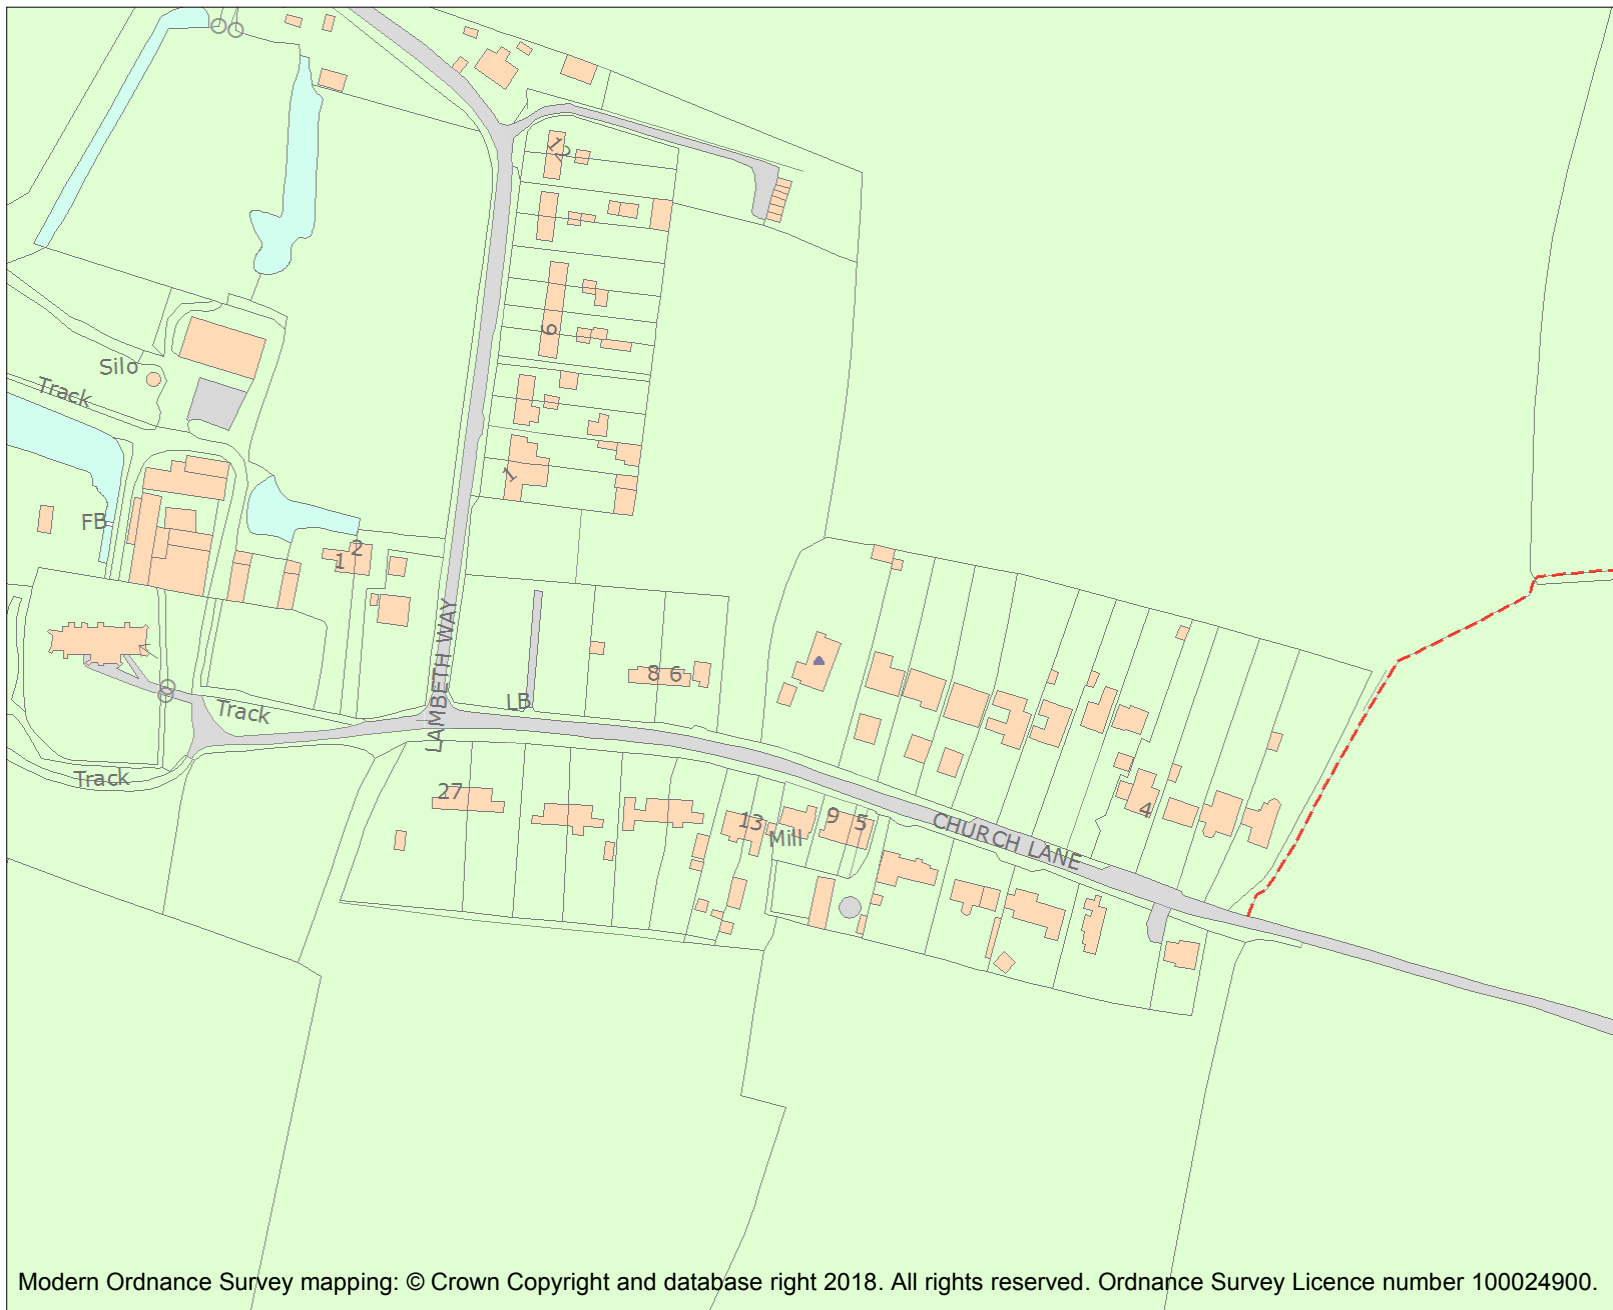 12
6
Silo
Track
1
FB
2
1
LAMBETH WAY
8 6
LB
Track
Track
27
13
9
5
Mill
CHURCH LANE
4
Modern Ordnance Survey mapping: © Crown Copyright and database right 2018. All rights reserved. Ordnance Survey Licence number 100024900.